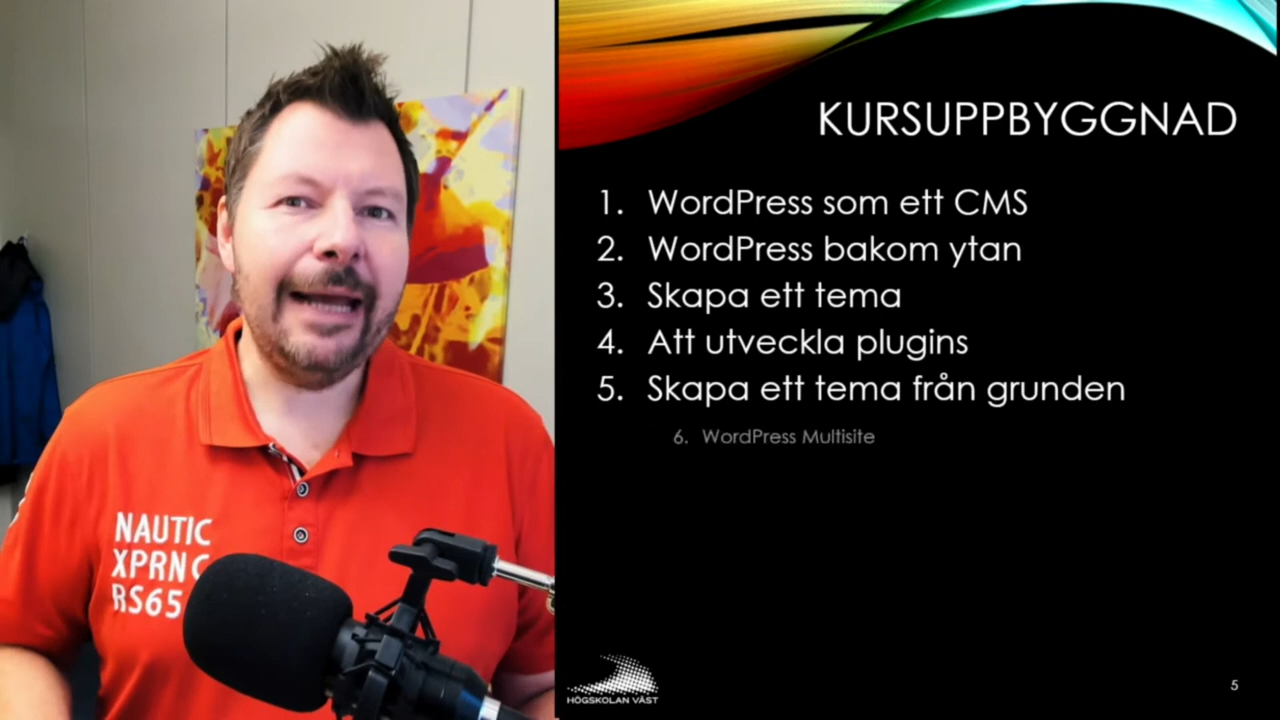 KURSUPPBYGGNAD
1. WordPress som ett CMS
2. WordPress bakom ytan
3. Skapa ett tema
4. Att utveckla plugins
5. Skapa ett tema från grunden
6. WordPress Multisite
NAUTIC
XPRN
RS65
HÖGSKOLAN VÄST
5